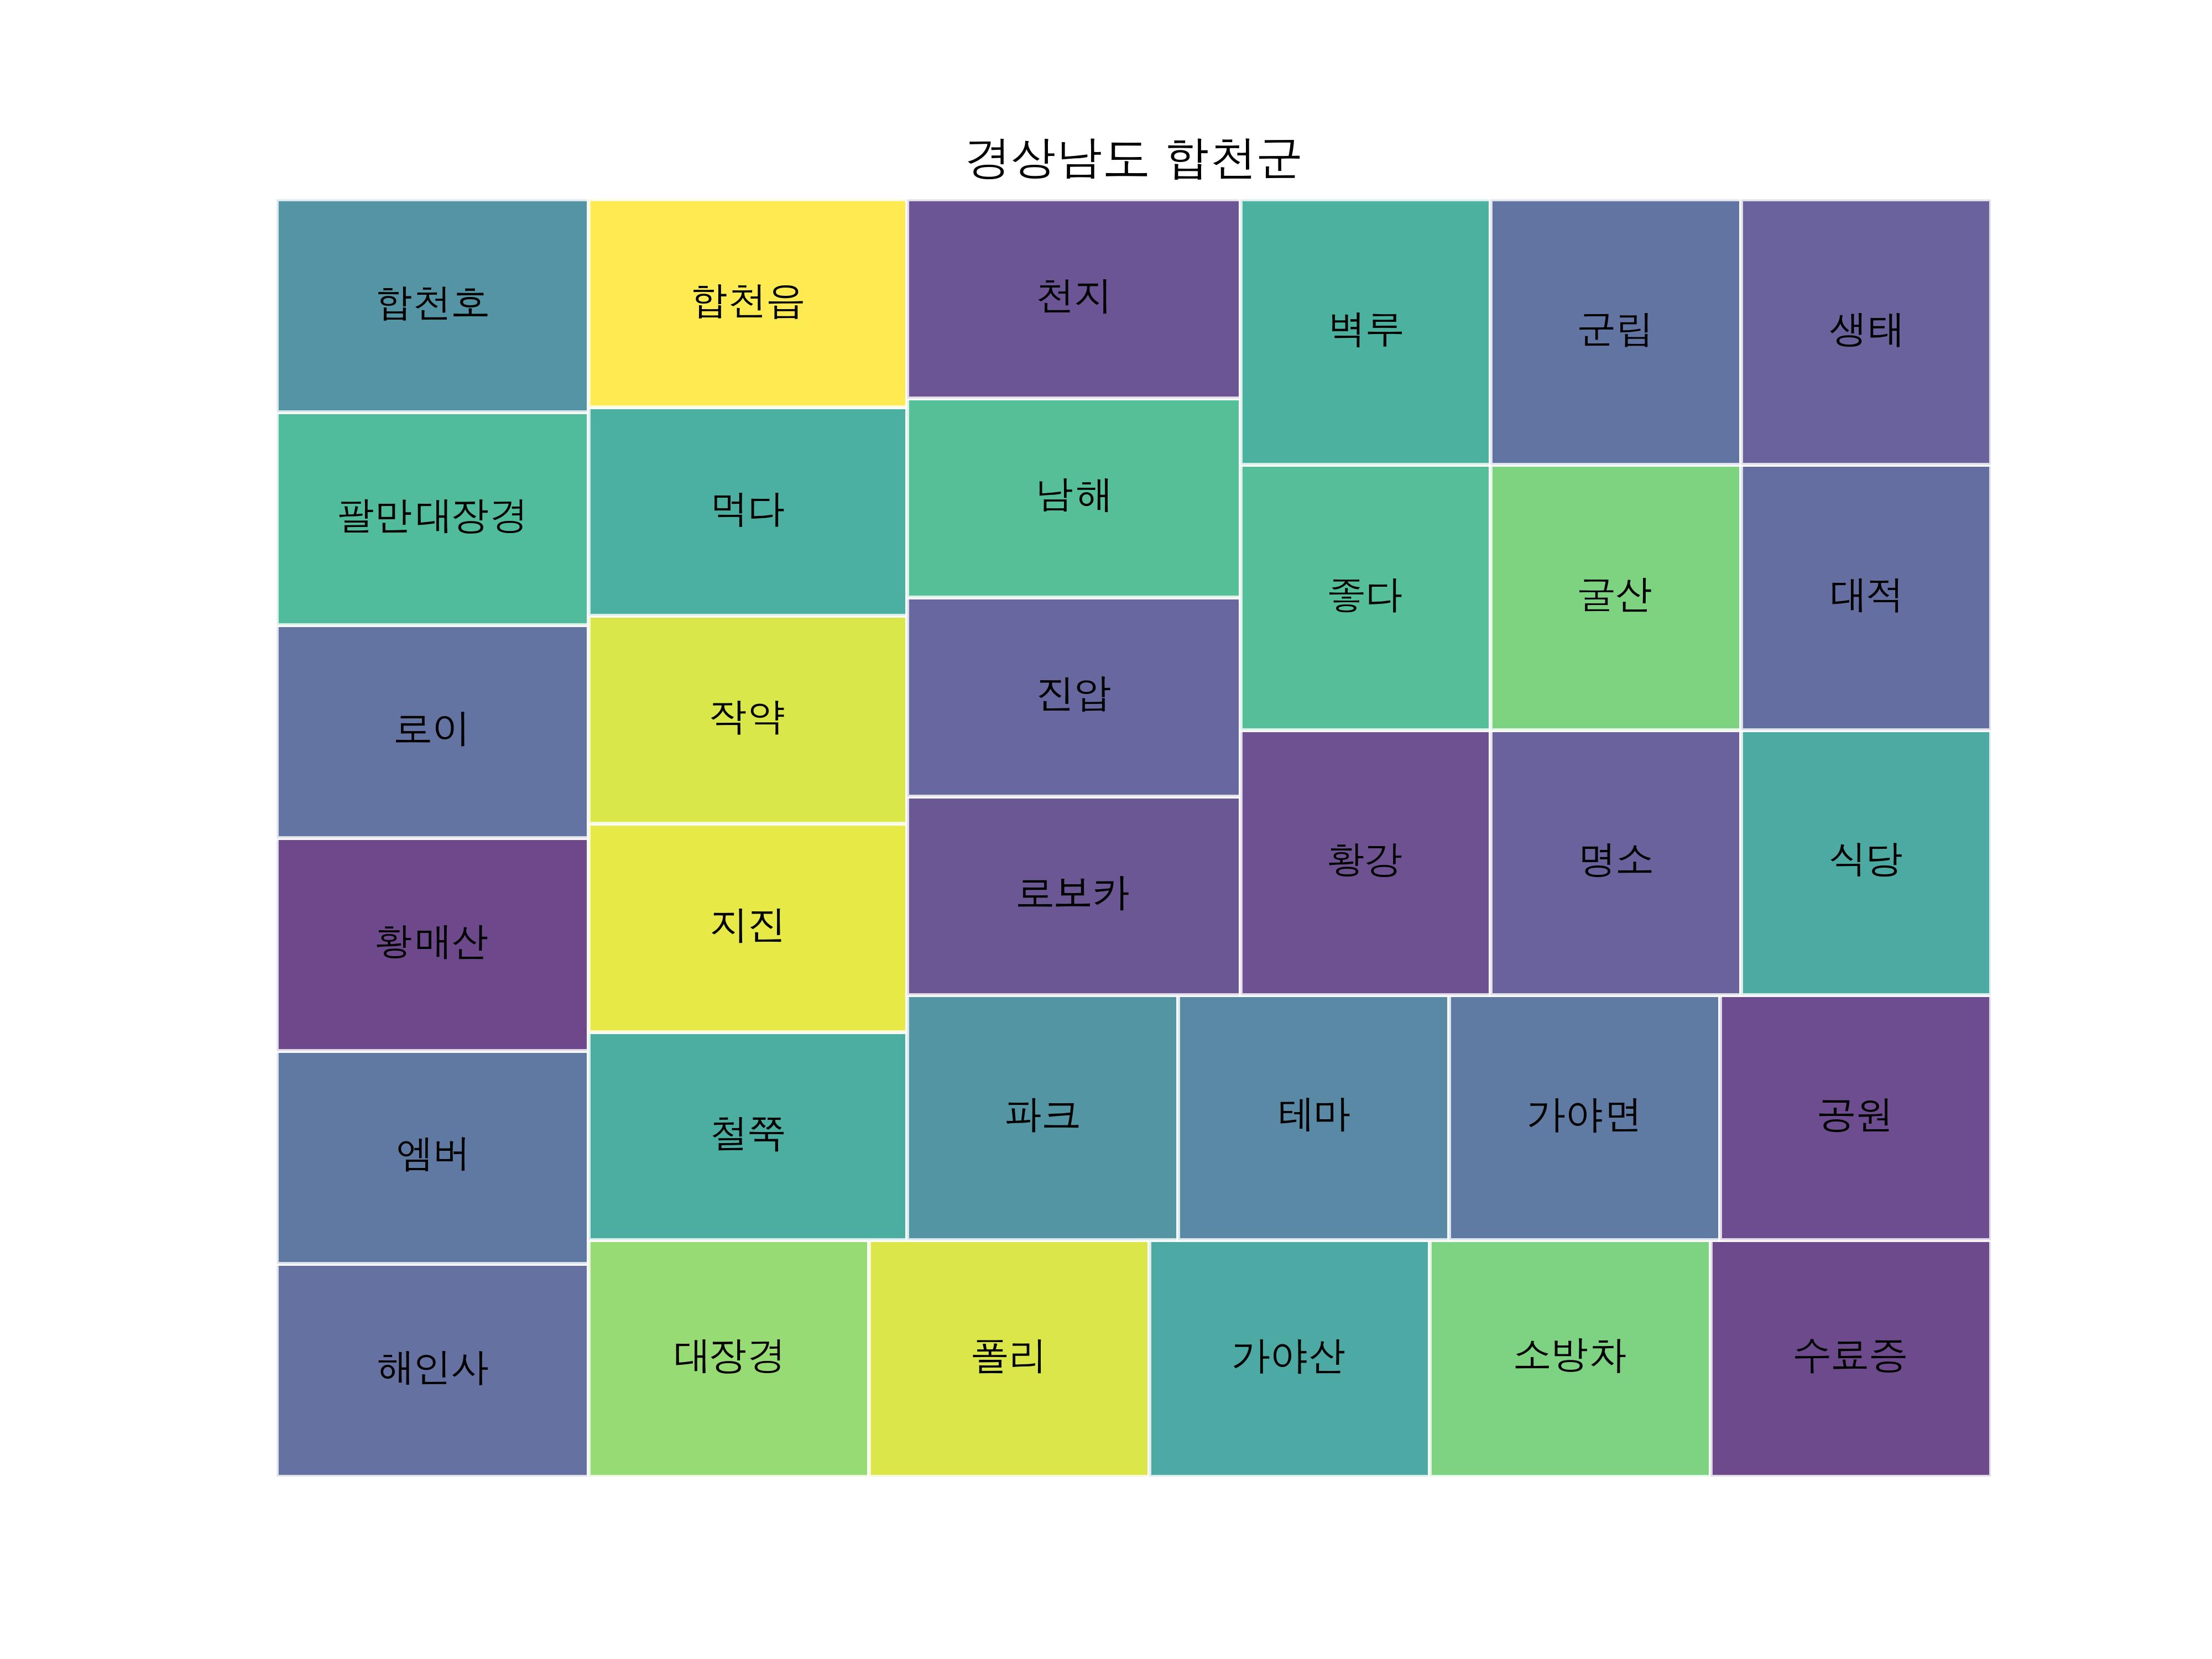 경상남도 합천군
합천호
합천읍
천지
벽루
군립
생태
팔만대장경
먹다
남해
좋다
굴산
대적
로이
작약
진압
황매산
지진
로보카
황강
명소
식당
엠버
철쭉
파크
테마
가야면
공원
해인사
대장경
폴리
가야산
소방차
수료증